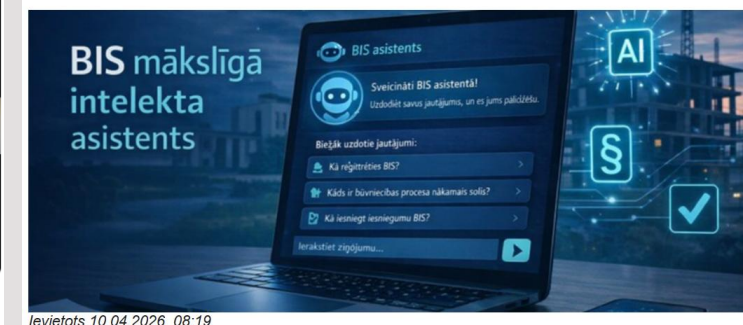 BIS mākslīgā
intelekta
asistents
BIS asistents
Sveicināti BIS asistentā!
Uzdodiet savus jautājumus, un es jums palīdzēšu.
Biežāk uzdotie jautājumi:
Kā reģittrēties BIS?
Kāds ir būvniecības procesa nākamais solis?
Kā iesniegt iesniegumu BIS?
Ierakstiet ziņojumu...
AI
§
Ievietots 10.04.2026. 08:19